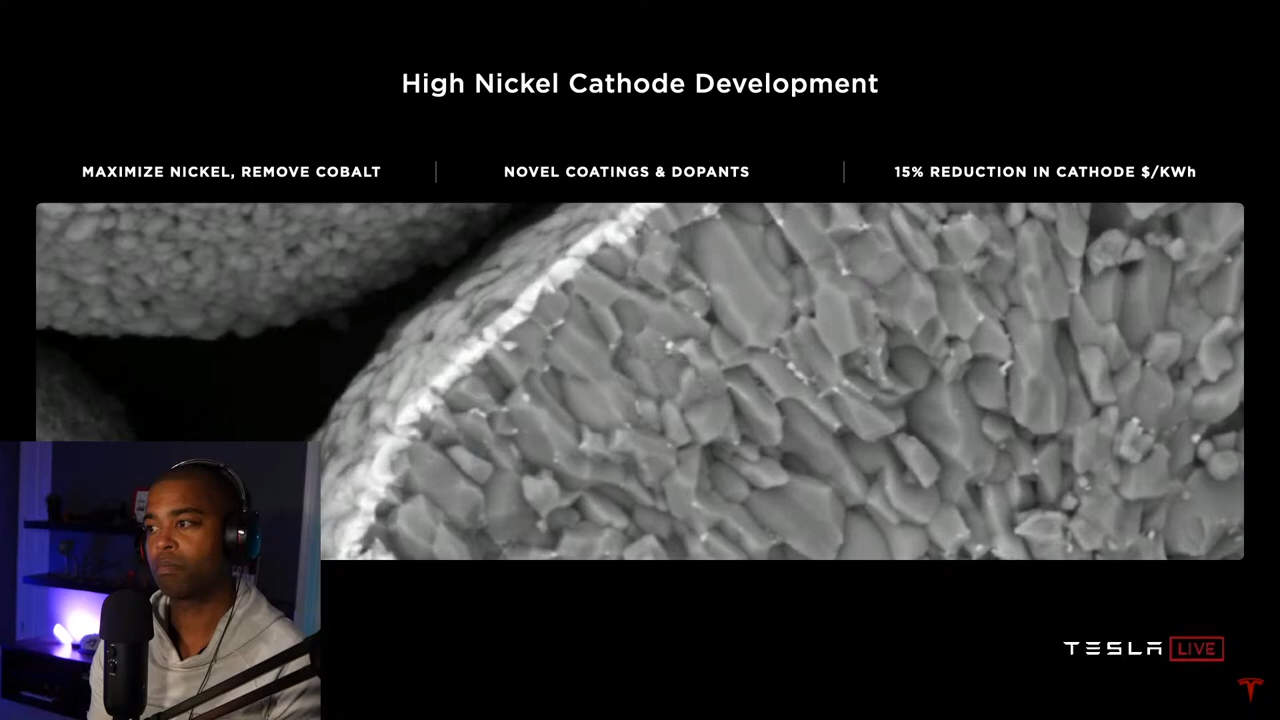 High Nickel Cathode Development
MAXIMIZE NICKEL, REMOVE COBALT
NOVEL COATINGS & DOPANTS
15% REDUCTION IN CATHODE $/KWh
TESLA LIVE